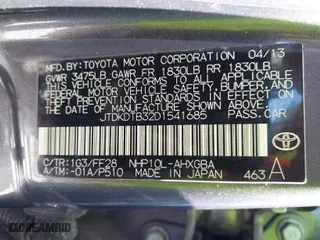 MFD.BY:TOYOTA MOTOR CORPORATION 04/13
GVWR 3475LB GAWR FR 1830LB RR 1830LB
THIS VEHICLE CONFORMS TO ALL APPLICABLE
FEDERAL MOTOR VEHICLE SAFETY, BUMPER, AND
THEFT PREVENTION STANDARDS IN EFFECT ON
THE DATE OF MANUFACTURE SHOWN ABOVE.
JTDKDTB32D1541685 PASS.CAR
C/TR:1G3/FF28 NHP10L-AHXGBA
A/TM:-01A/P510 MADE IN JAPAN 463 A
DREAMBID